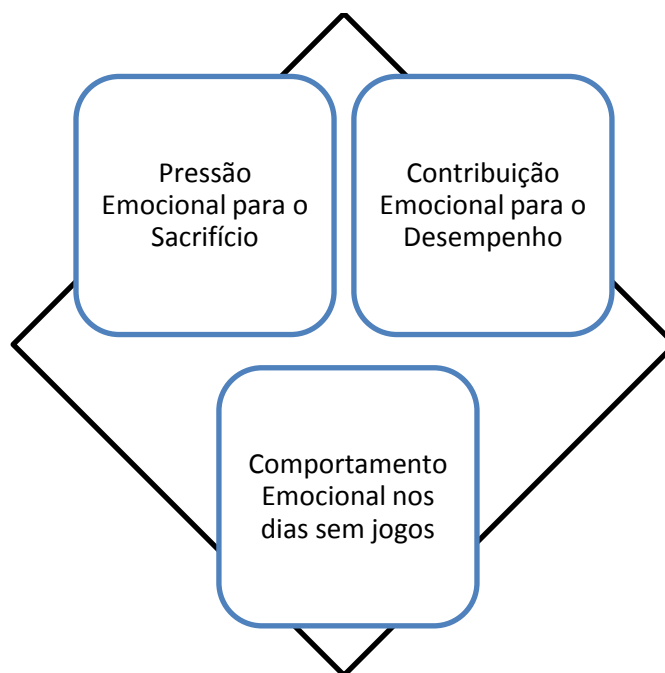 Pressão
Emocional para o
Sacrifício
Contribuição
Emocional para o
Desempenho
Comportamento
Emocional nos
dias sem jogos